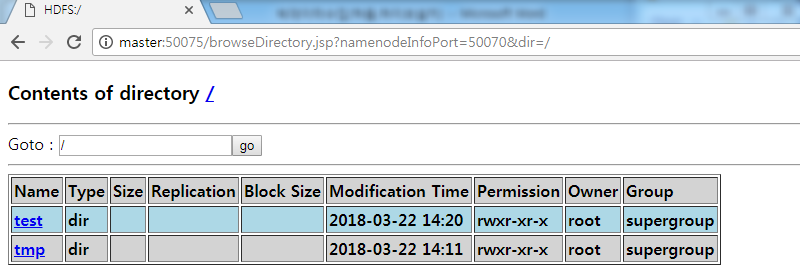 HDFS:/
master:50075/browseDirectory.jsp?namenodeInfoPort=50070&dir=/
Contents of directory /
Goto : / go
Name Type Size Replication Block Size Modification Time Permission Owner Group
test dir 2018-03-22 14:20 rwxr-xr-x root supergroup
tmp dir 2018-03-22 14:11 rwxr-xr-x root supergroup